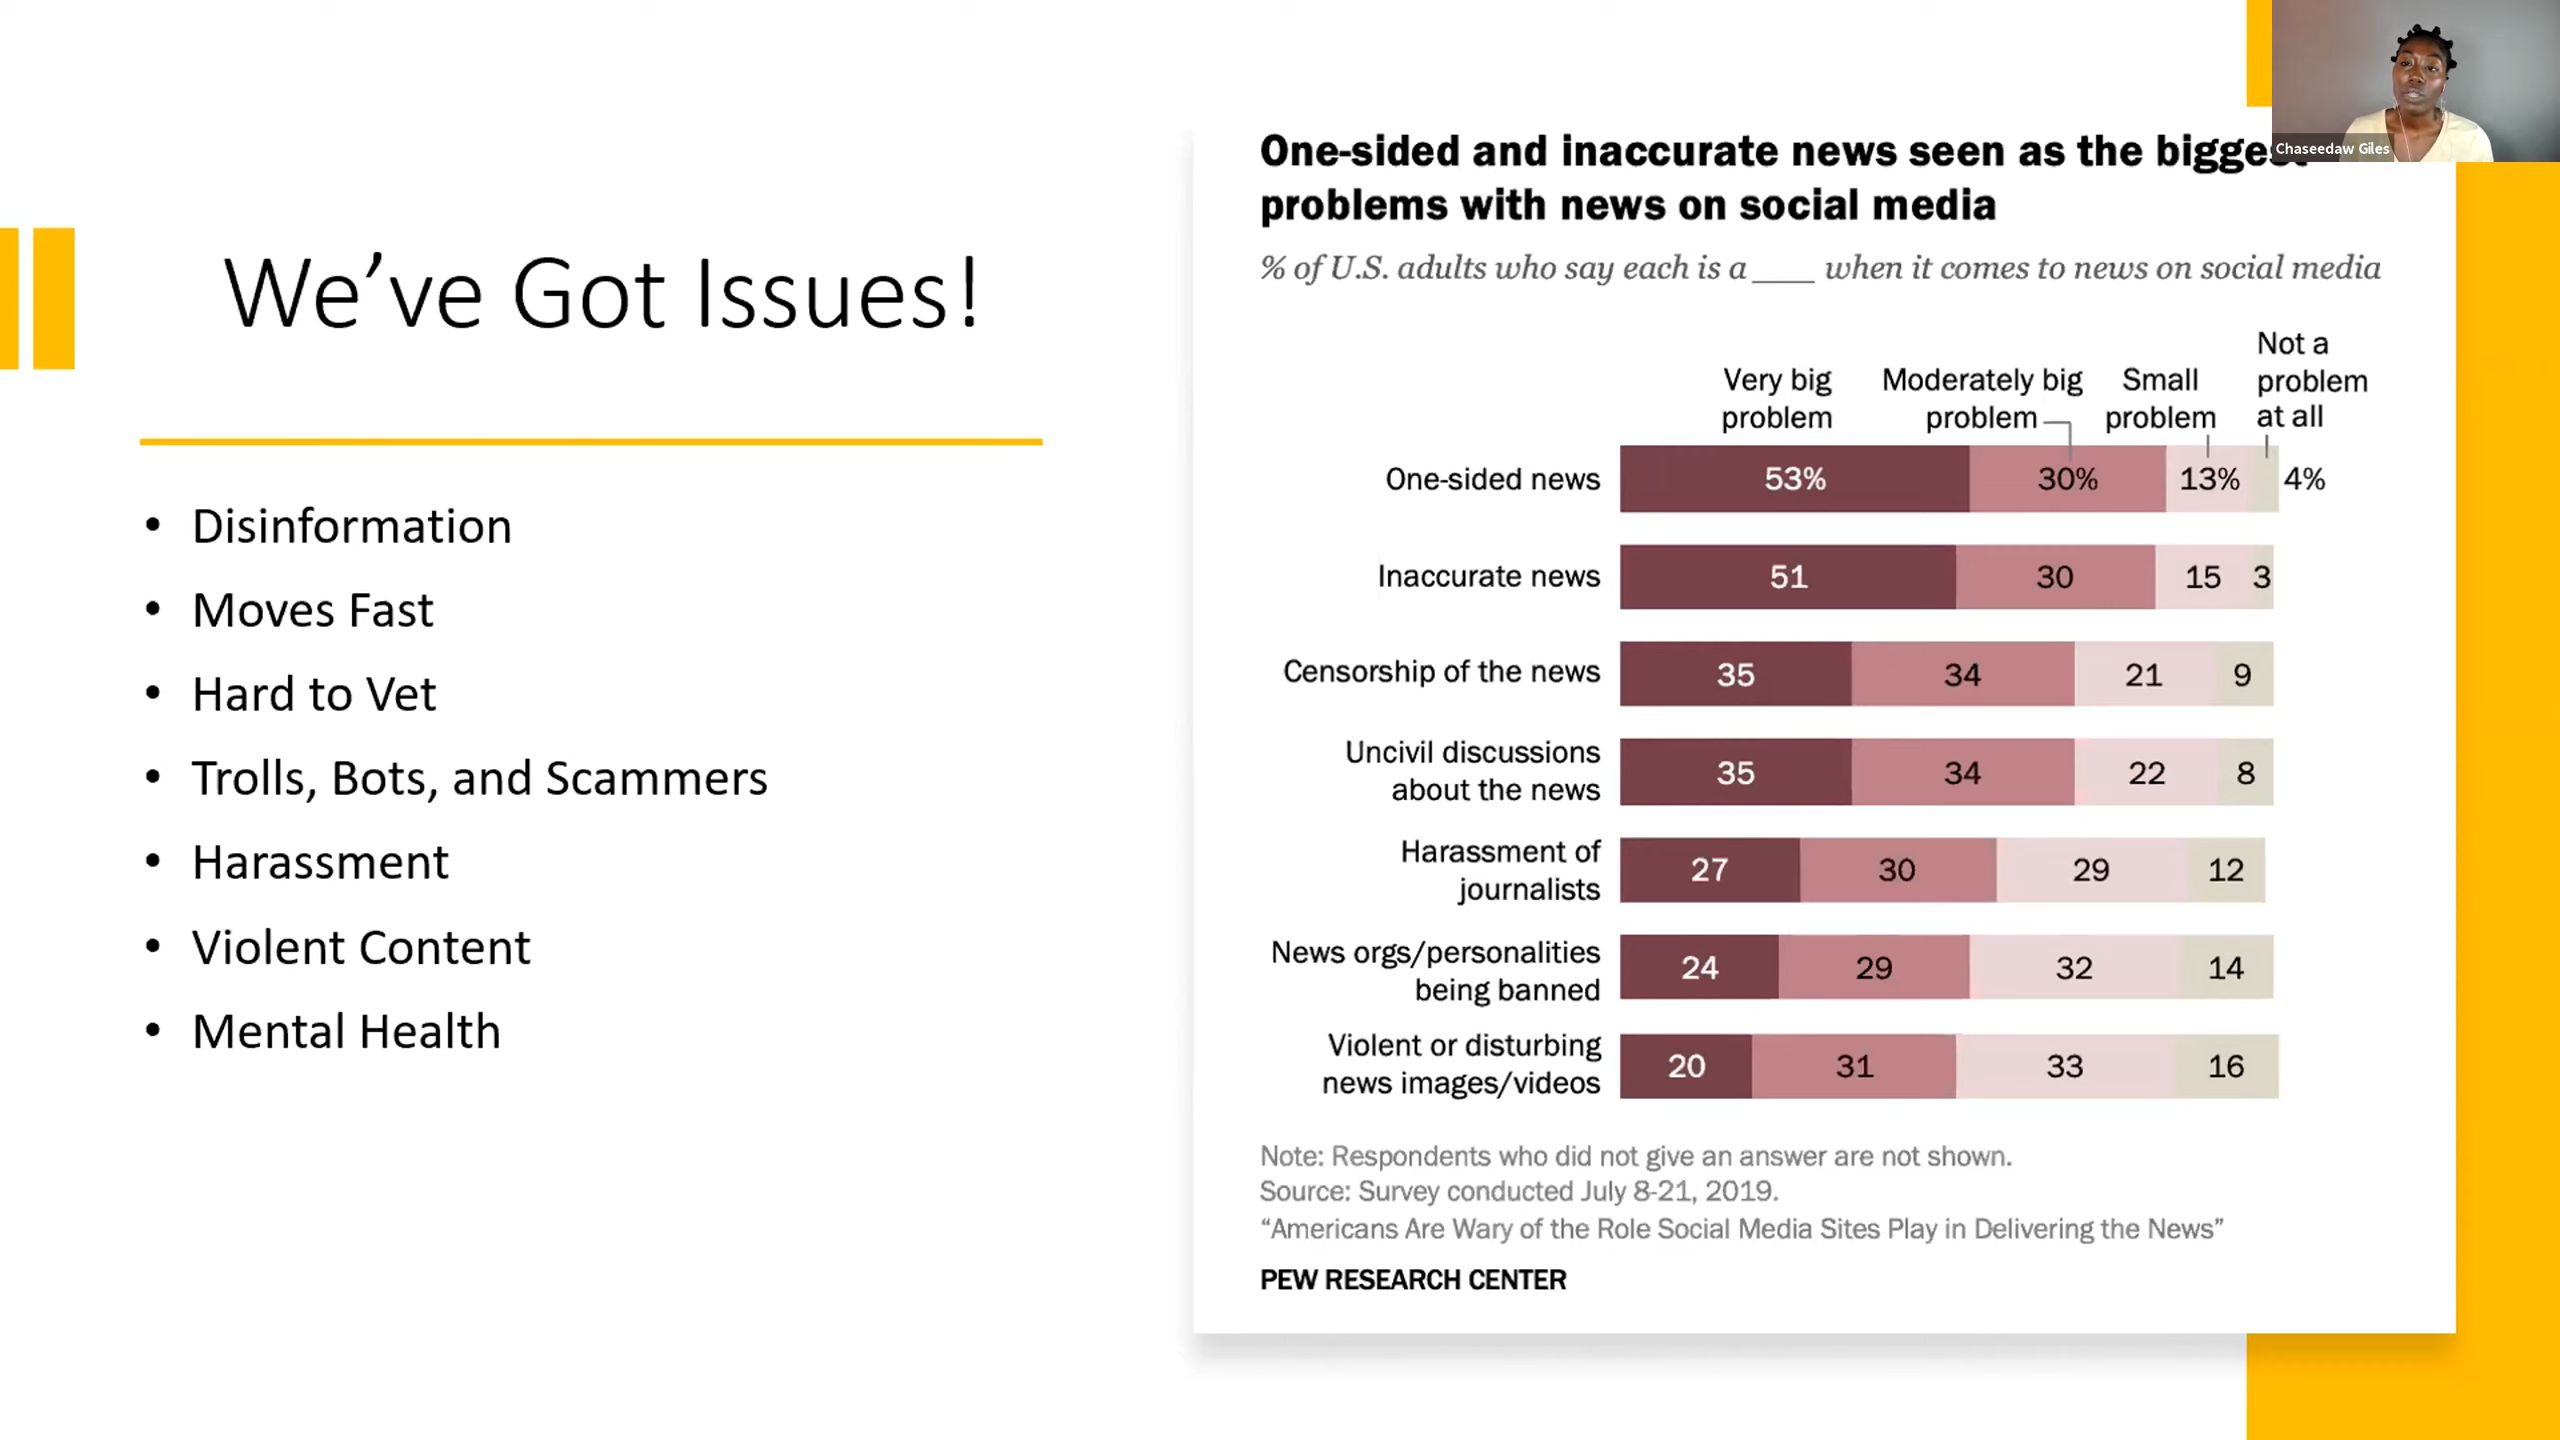 We’ve Got Issues!
• Disinformation
• Moves Fast
• Hard to Vet
• Trolls, Bots, and Scammers
• Harassment
• Violent Content
• Mental Health
Chaseedaw Giles
One-sided and inaccurate news seen as the
problems with news on social media
% of U.S. adults who say each is a ____ when it comes to news on social media
Very big problem
Moderately big problem
Small problem
Not a problem at all
One-sided news 53% 30% 13% 4%
Inaccurate news 51 30 15 3
Censorship of the news 35 34 21 9
Uncivil discussions
about the news 35 34 22 8
Harassment of
journalists 27 30 29 12
News orgs/personalities
being banned 24 29 32 14
Violent or disturbing
news images/videos 20 31 33 16
Note: Respondents who did not give an answer are not shown.
Source: Survey conducted July 8-21, 2019.
“Americans Are Wary of the Role Social Media Sites Play in Delivering the News”
PEW RESEARCH CENTER